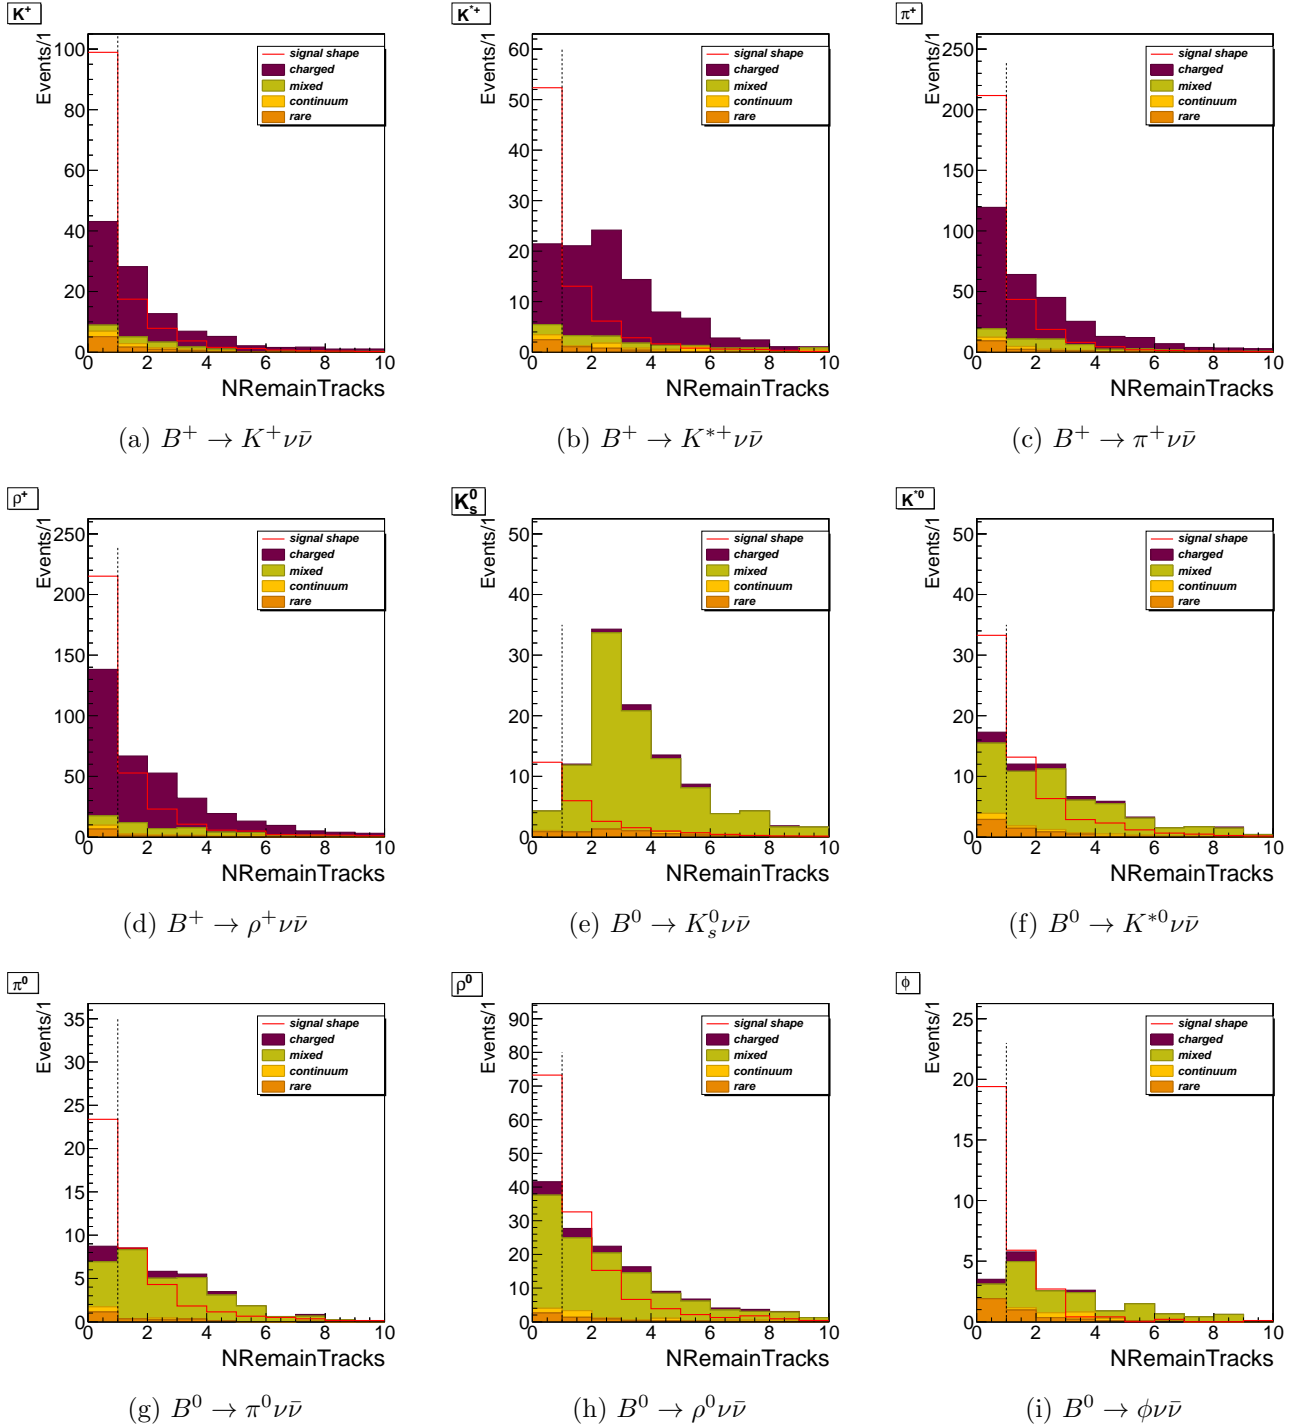 K+
Events/1
100
80
60
40
20
0
signal shape
charged
mixed
continuum
rare
0 2 4 6 8 10
NRemainTracks
(a) B⁺ → K⁺νν̄
K*+
Events/1
60
50
40
30
20
10
0
signal shape
charged
mixed
continuum
rare
0 2 4 6 8 10
NRemainTracks
(b) B⁺ → K*⁺νν̄
π+
Events/1
250
200
150
100
50
0
signal shape
charged
mixed
continuum
rare
0 2 4 6 8 10
NRemainTracks
(c) B⁺ → π⁺νν̄
ρ+
Events/1
250
200
150
100
50
0
signal shape
charged
mixed
continuum
rare
0 2 4 6 8 10
NRemainTracks
(d) B⁺ → ρ⁺νν̄
K⁰s
Events/1
50
40
30
20
10
0
signal shape
charged
mixed
continuum
rare
0 2 4 6 8 10
NRemainTracks
(e) B⁰ → K⁰sνν̄
K*0
Events/1
50
40
30
20
10
0
signal shape
charged
mixed
continuum
rare
0 2 4 6 8 10
NRemainTracks
(f) B⁰ → K*⁰νν̄
π⁰
Events/1
35
30
25
20
15
10
5
0
signal shape
charged
mixed
continuum
rare
0 2 4 6 8 10
NRemainTracks
(g) B⁰ → π⁰νν̄
ρ⁰
Events/1
90
80
70
60
50
40
30
20
10
0
signal shape
charged
mixed
continuum
rare
0 2 4 6 8 10
NRemainTracks
(h) B⁰ → ρ⁰νν̄
ϕ
Events/1
25
20
15
10
5
0
signal shape
charged
mixed
continuum
rare
0 2 4 6 8 10
NRemainTracks
(i) B⁰ → ϕνν̄